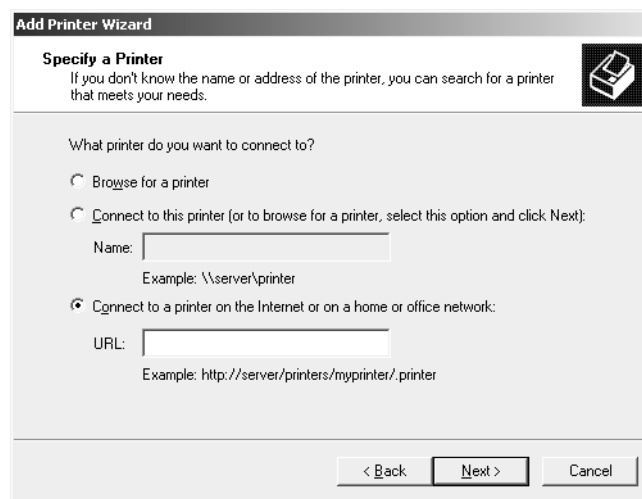 Add Printer Wizard
Specify a Printer
If you don't know the name or address of the printer, you can search for a printer
that meets your needs.
What printer do you want to connect to?
Browse for a printer
Connect to this printer (or to browse for a printer, select this option and click Next):
Name:
Example: \\server\printer
Connect to a printer on the Internet or on a home or office network:
URL:
Example: http://server/printers/myprinter/.printer
< Back Next > Cancel